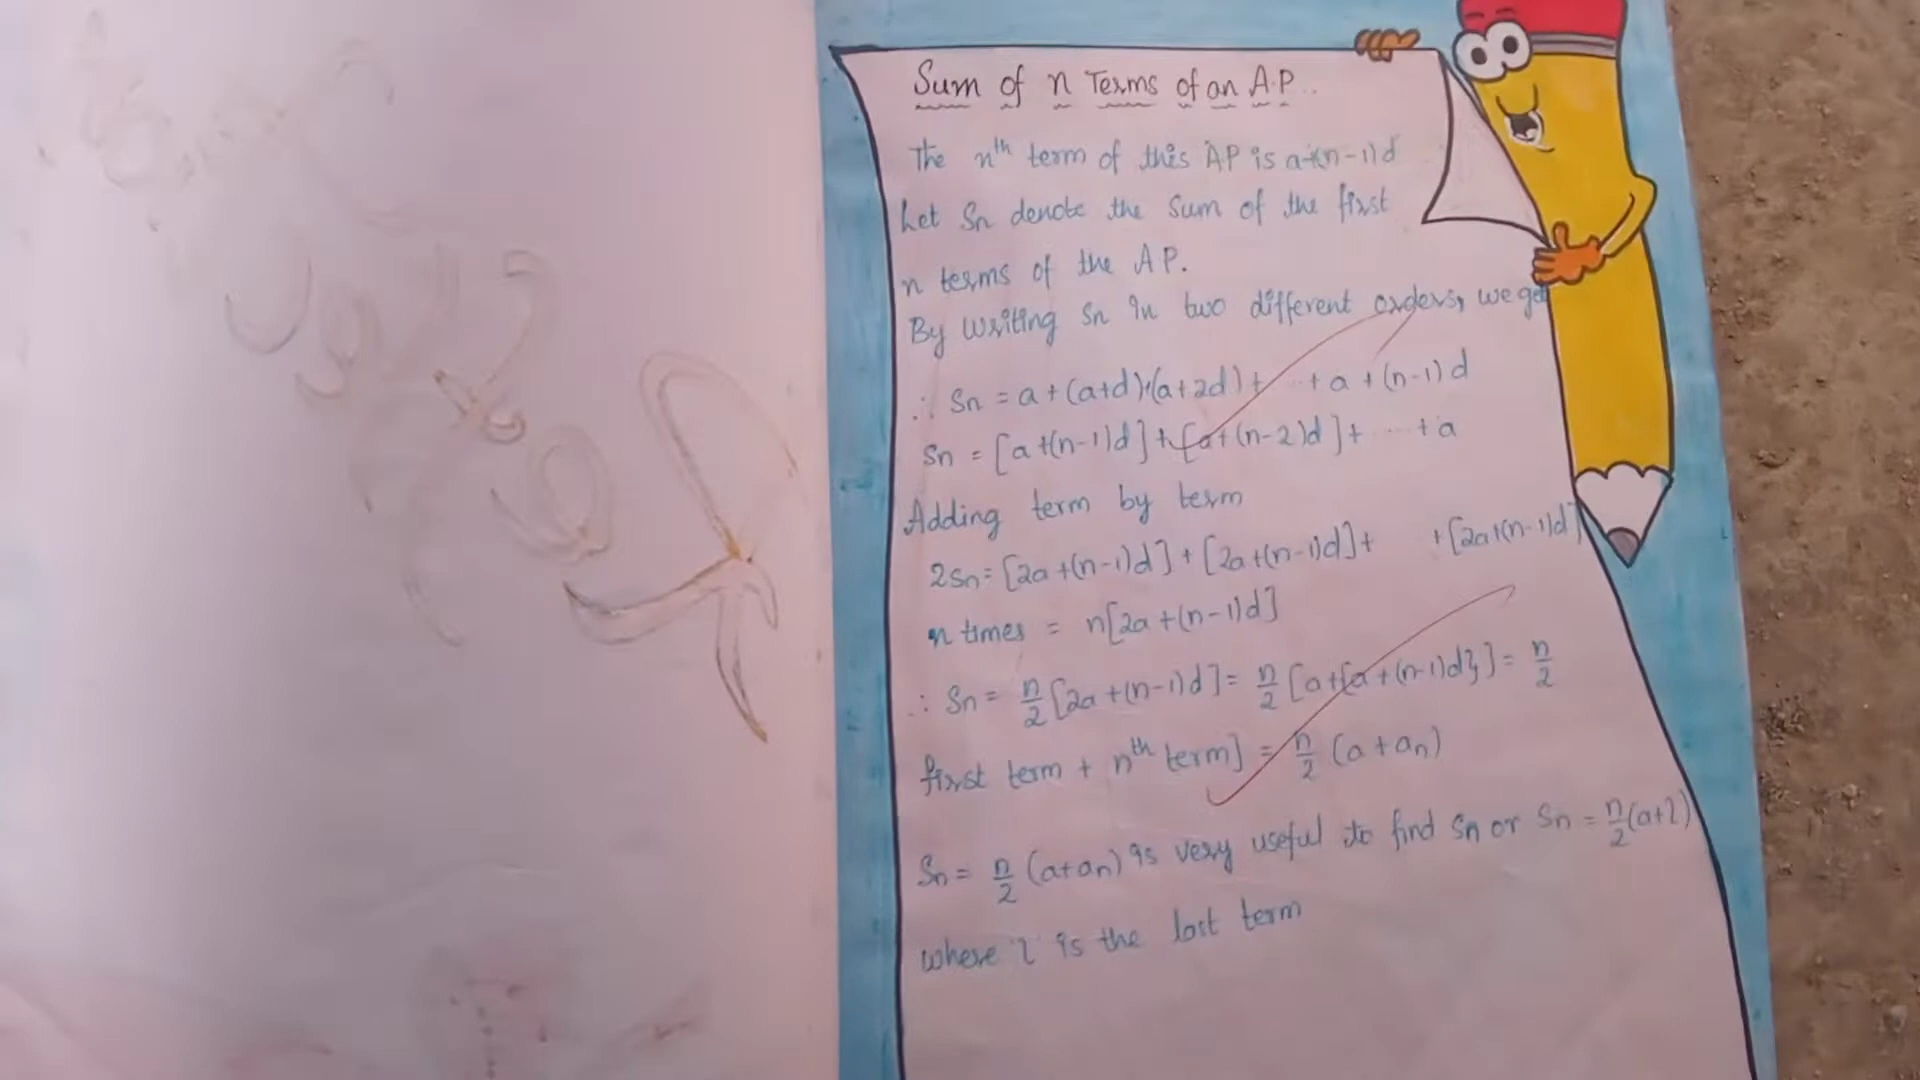 Sum of n Terms of an A.P..
The nth term of this AP is a+(n-1)d
Let Sn denote the Sum of the first
n terms of the AP.
By writing Sn in two different orders, we get
∴ Sn = a + (a+d)+(a+2d)+ ... + a + (n-1)d
Sn = [a+(n-1)d]+[a+(n-2)d]+ ... +a
Adding term by term
2Sn= [2a+(n-1)d]+[2a+(n-1)d]+ +[2a+(n-1)d]
n times = n[2a+(n-1)d]
∴ Sn = n/2 [2a+(n-1)d] = n/2 [a+{a+(n-1)d}] = n/2
first term + nth term] = n/2 (a+an)
Sn = n/2 (a+an) is very useful to find Sn or Sn = n/2 (a+l)
where l is the last term